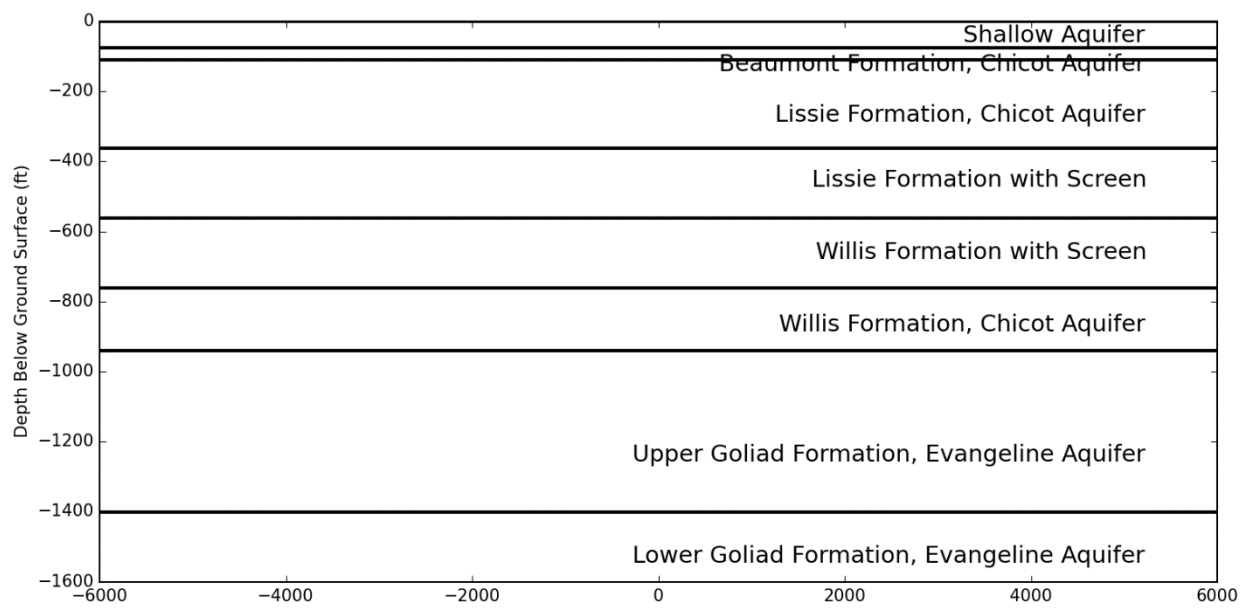 0
Shallow Aquifer
Beaumont Formation, Chicot Aquifer
−200
Lissie Formation, Chicot Aquifer
−400
Lissie Formation with Screen
−600
Willis Formation with Screen
−800
Willis Formation, Chicot Aquifer
−1000
−1200
Upper Goliad Formation, Evangeline Aquifer
−1400
Lower Goliad Formation, Evangeline Aquifer
−1600
Depth Below Ground Surface (ft)
−6000 −4000 −2000 0 2000 4000 6000